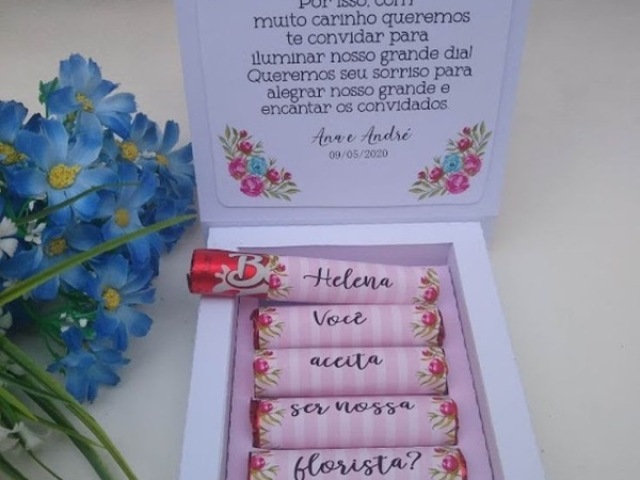 Por isso, com
muito carinho queremos
te convidar para
iluminar nosso grande dia!
Queremos seu sorriso para
alegrar nosso grande e
encantar os convidados.
Ana e André
09/05/2020
B
Helena
Você
aceita
ser nossa
florista?